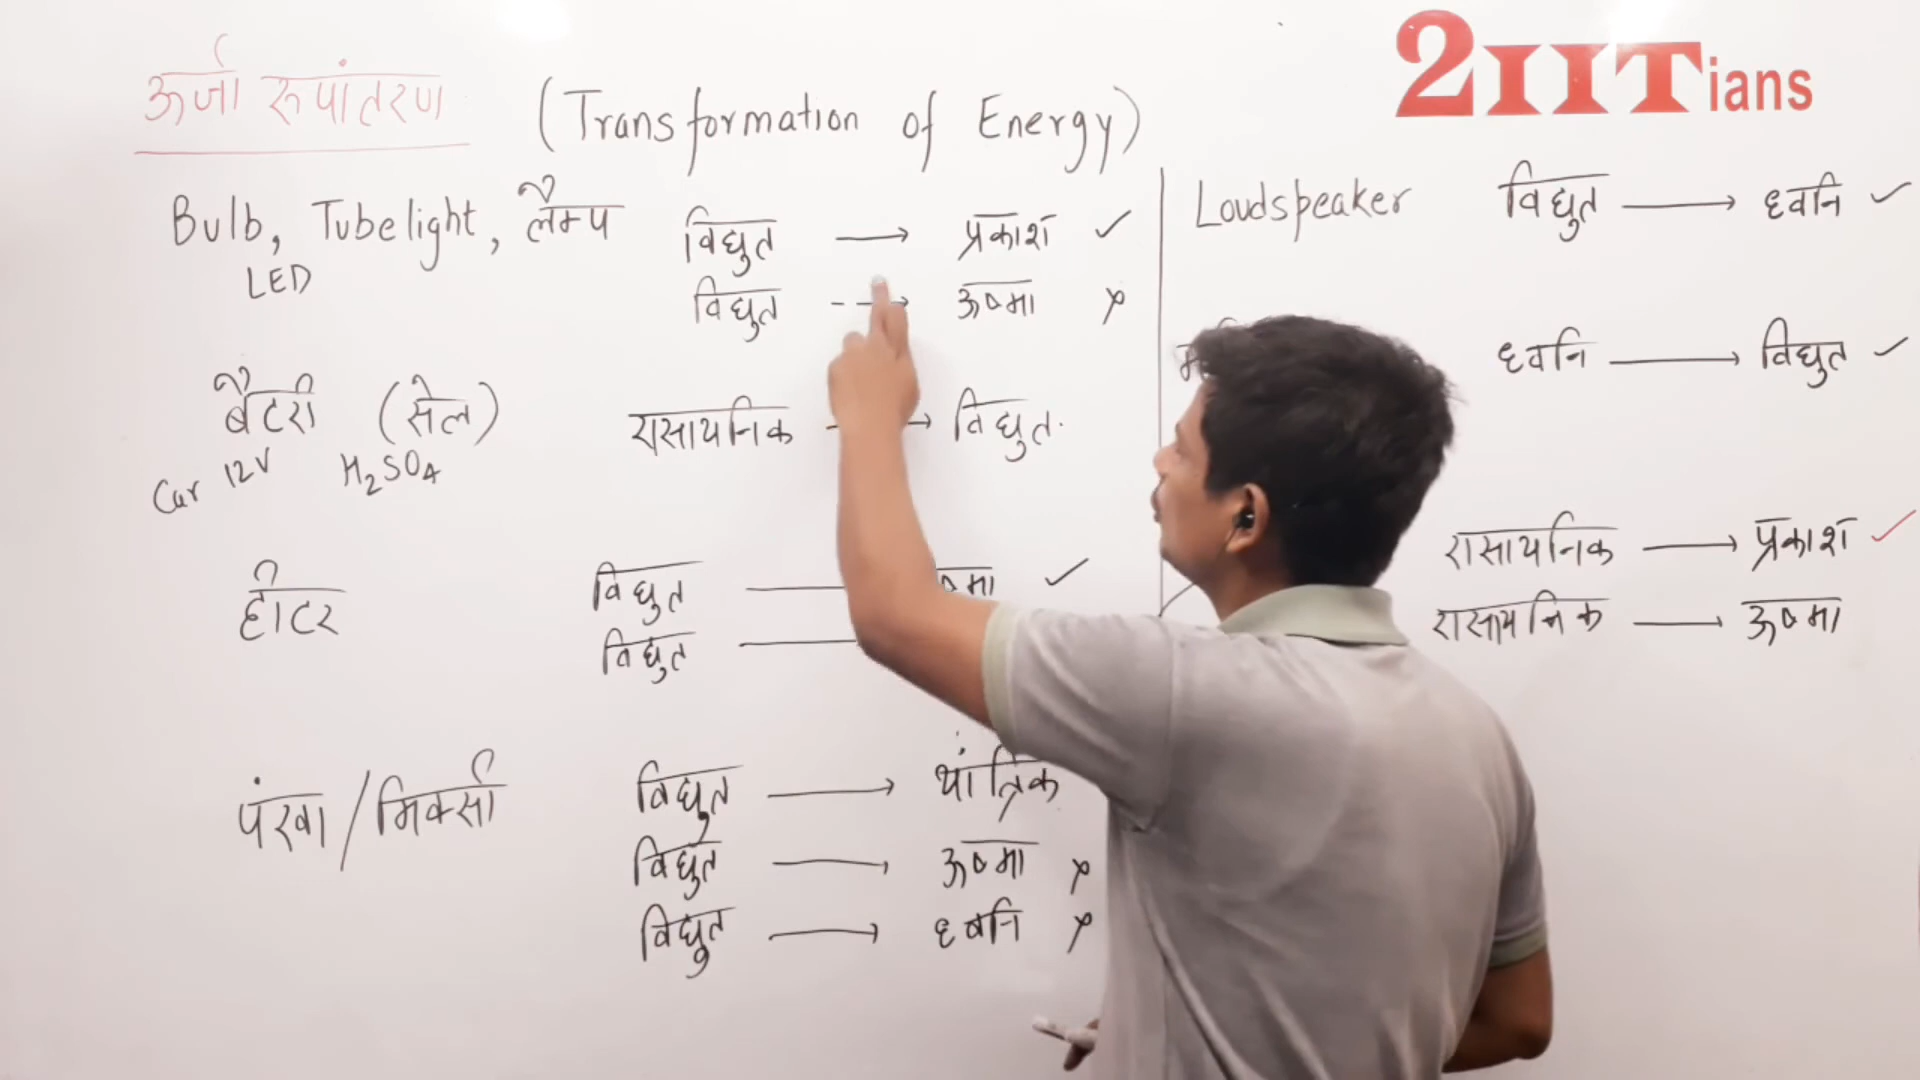 ऊर्जा रूपांतरण (Transformation of Energy)
2IITians
Bulb, Tubelight, लैम्प
LED
विद्युत → प्रकाश ✓
विद्युत --→ ऊष्मा ×
बैटरी (सेल)
Car 12V H₂SO₄
रासायनिक → विद्युत.
हीटर
विद्युत → ष्मा ✓
विद्युत
पंखा / मिक्सी
विद्युत → यांत्रिक
विद्युत → ऊष्मा ×
विद्युत → ध्वनि ×
Loudspeaker विद्युत → ध्वनि ✓
ध्वनि → विद्युत ✓
रासायनिक → प्रकाश ✓
रासायनिक → ऊष्मा